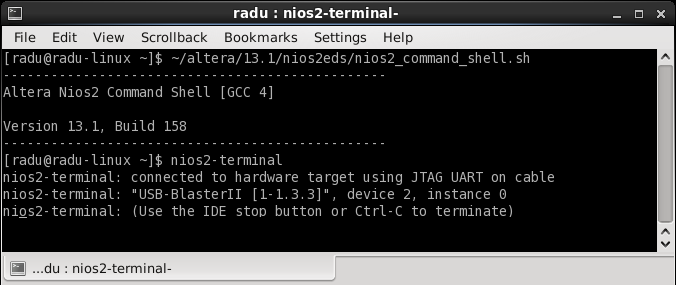 radu : nios2-terminal-
File Edit View Scrollback Bookmarks Settings Help
[radu@radu-linux ~]$ ~/altera/13.1/nios2eds/nios2_command_shell.sh
------------------------------------------------
Altera Nios2 Command Shell [GCC 4]
Version 13.1, Build 158
------------------------------------------------
[radu@radu-linux ~]$ nios2-terminal
nios2-terminal: connected to hardware target using JTAG UART on cable
nios2-terminal: "USB-BlasterII [1-1.3.3]", device 2, instance 0
nios2-terminal: (Use the IDE stop button or Ctrl-C to terminate)
...du : nios2-terminal-